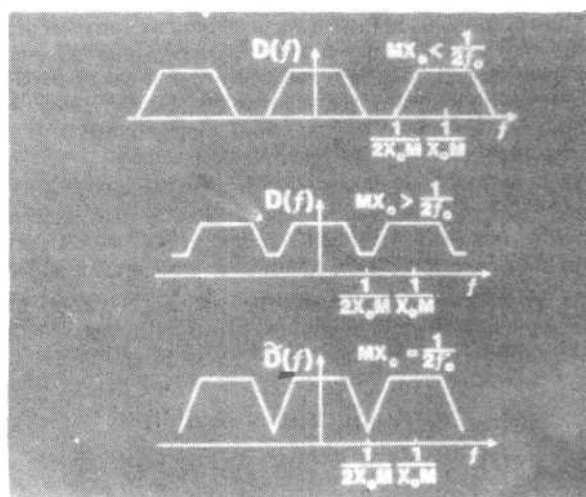 D(f) MX₀ < 1/2f₀
1/2X₀M 1/X₀M f
D(f) MX₀ > 1/2f₀
1/2X₀M 1/X₀M f
D̃(f) MX₀ = 1/2f₀
1/2X₀M 1/X₀M f